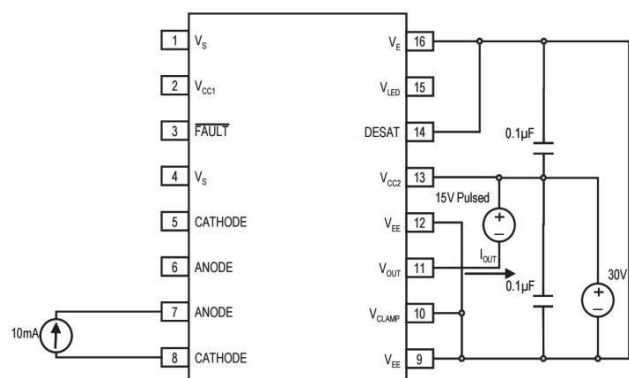 1 V_S
2 V_CC1
3 FAULT
4 V_S
5 CATHODE
6 ANODE
7 ANODE
8 CATHODE
10mA
V_E 16
V_LED 15
DESAT 14
V_CC2 13
V_EE 12
V_OUT 11
V_CLAMP 10
V_EE 9
0.1µF
15V Pulsed
+
−
I_OUT
0.1µF
+
−
30V